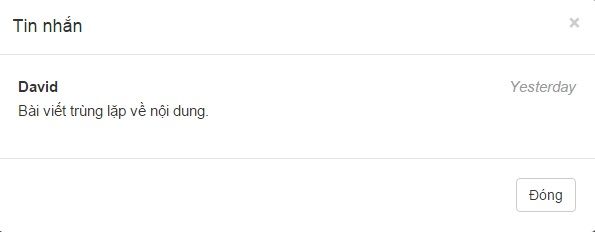 Tin nhắn ×
David Yesterday
Bài viết trùng lặp về nội dung.
Đóng